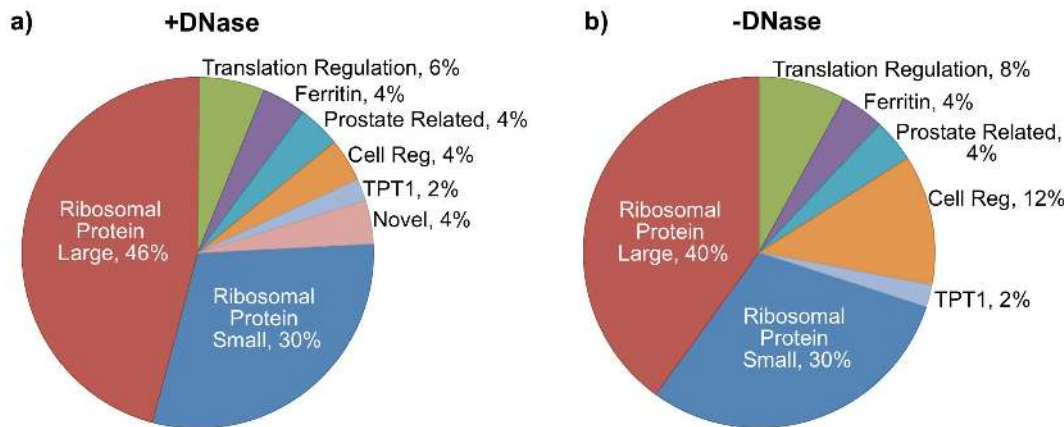 a)
+DNase
Translation Regulation, 6%
Ferritin, 4%
Prostate Related, 4%
Cell Reg, 4%
TPT1, 2%
Novel, 4%
Ribosomal
Protein
Large, 46%
Ribosomal
Protein
Small, 30%
b)
-DNase
Translation Regulation, 8%
Ferritin, 4%
Prostate Related,
4%
Cell Reg, 12%
TPT1, 2%
Ribosomal
Protein
Large, 40%
Ribosomal
Protein
Small, 30%